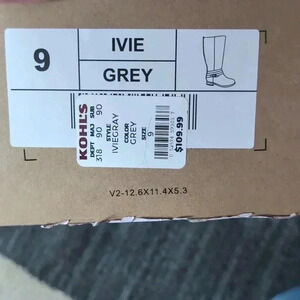 9
IVIE
GREY
KOHL'S
DEPT MAJ SUB
318 90 90
STYLE
IVIEGRAY
COLOR
GREY
SIZE
9
$109.99
V2-12.6X11.4X5.3